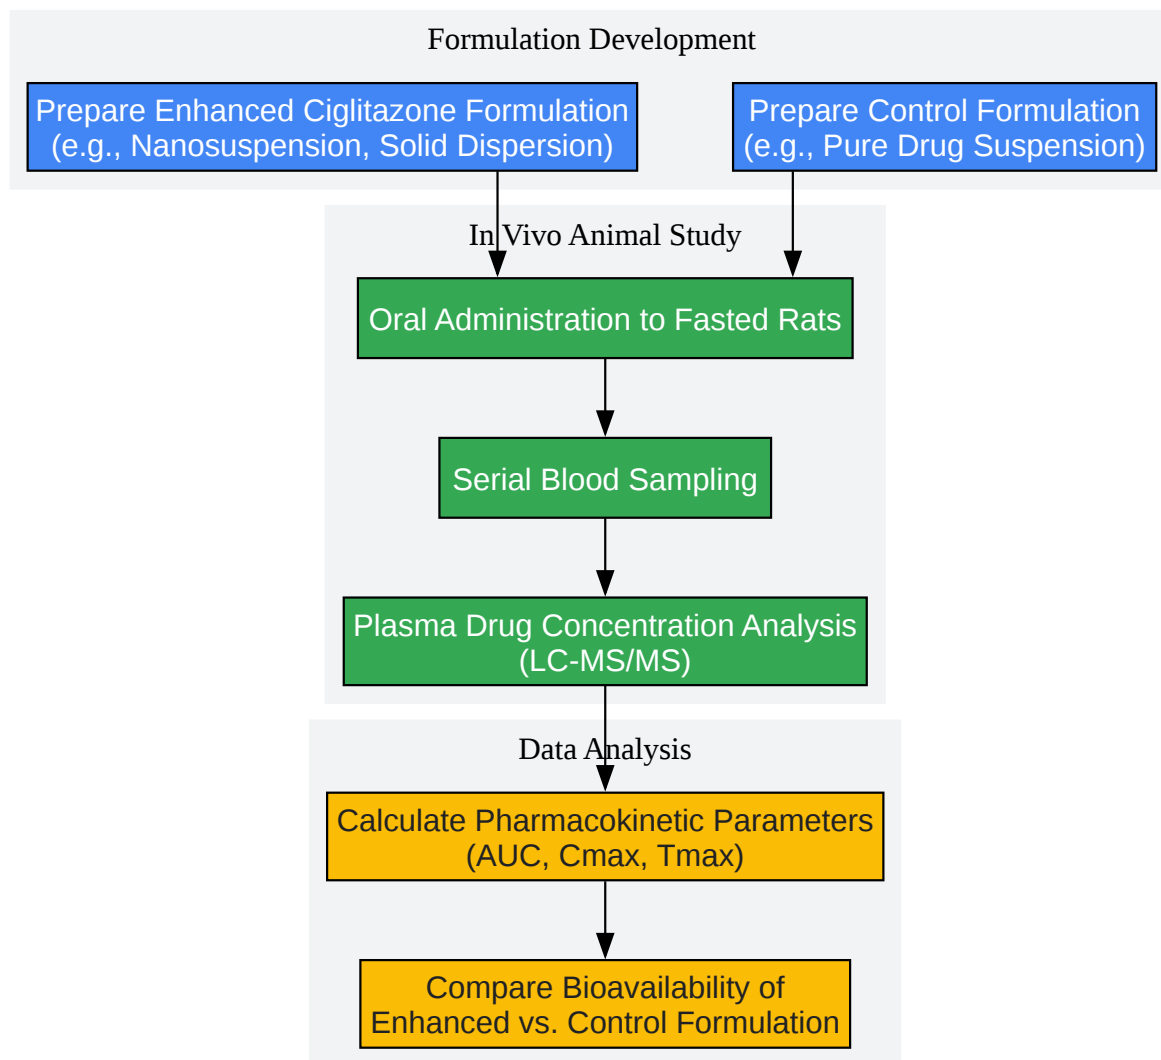 Formulation Development
Prepare Enhanced Ciglitazone Formulation
(e.g., Nanosuspension, Solid Dispersion)
Prepare Control Formulation
(e.g., Pure Drug Suspension)
In Vivo Animal Study
Oral Administration to Fasted Rats
Serial Blood Sampling
Plasma Drug Concentration Analysis
(LC-MS/MS)
Data Analysis
Calculate Pharmacokinetic Parameters
(AUC, Cmax, Tmax)
Compare Bioavailability of
Enhanced vs. Control Formulation